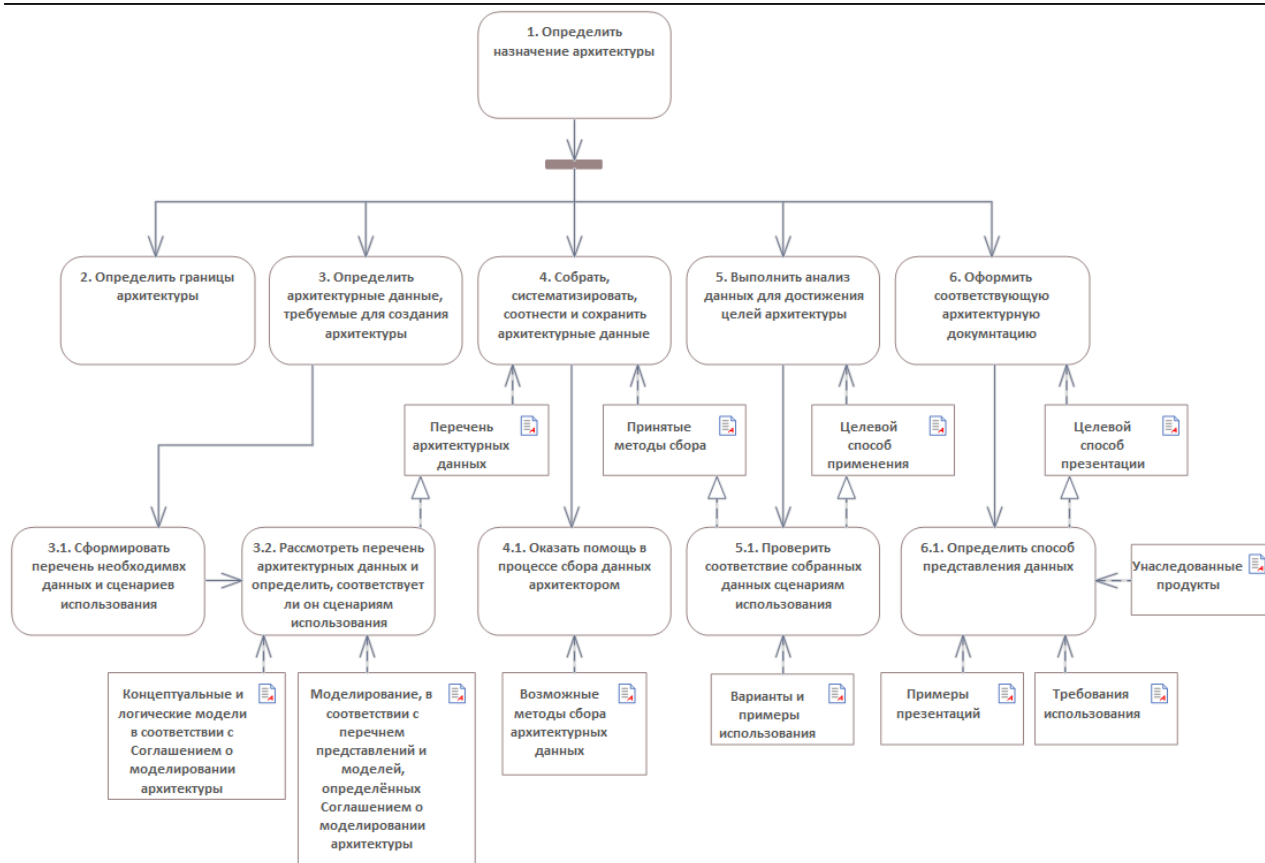 1. Определить
назначение архитектуры
2. Определить границы
архитектуры
3. Определить
архитектурные данные,
требуемые для создания
архитектуры
4. Собрать,
систематизировать,
соотнести и сохранить
архитектурные данные
5. Выполнить анализ
данных для достижения
целей архитектуры
6. Оформить
соответствующую
архитектурную
докумнтацию
Перечень
архитектурных
данных
Принятые
методы сбора
Целевой
способ
применения
Целевой
способ
презентации
3.1. Сформировать
перечень необходимвх
данных и сценариев
использования
3.2. Рассмотреть перечень
архитектурных данных и
определить, соответствует
ли он сценариям
использования
4.1. Оказать помощь в
процессе сбора данных
архитектором
5.1. Проверить
соответствие собранных
данных сценариям
использования
6.1. Определить способ
представления данных
Унаследованные
продукты
Концептуальные и
логические модели
в соответствии с
Соглашением о
моделировании
архитектуры
Моделирование, в
соответствии с
перечнем
представлений и
моделей,
определённых
Соглашением о
моделировании
архитектуры
Возможные
методы сбора
архитектурных
данных
Варианты и
примеры
использования
Примеры
презентаций
Требования
использования